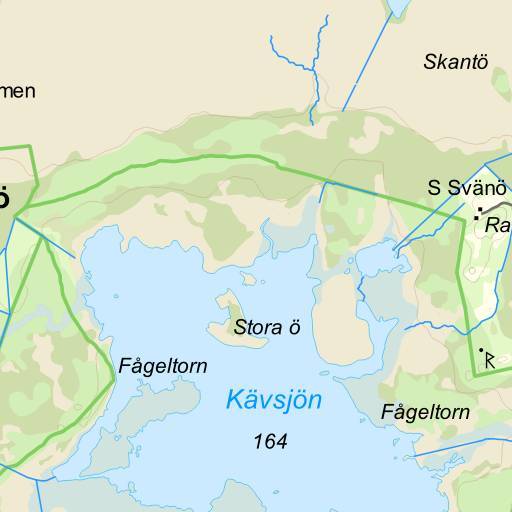 Skantö
men
S Svänö
Ö
Ra
Stora ö
Fågeltorn
Kävsjön
Fågeltorn
164
R